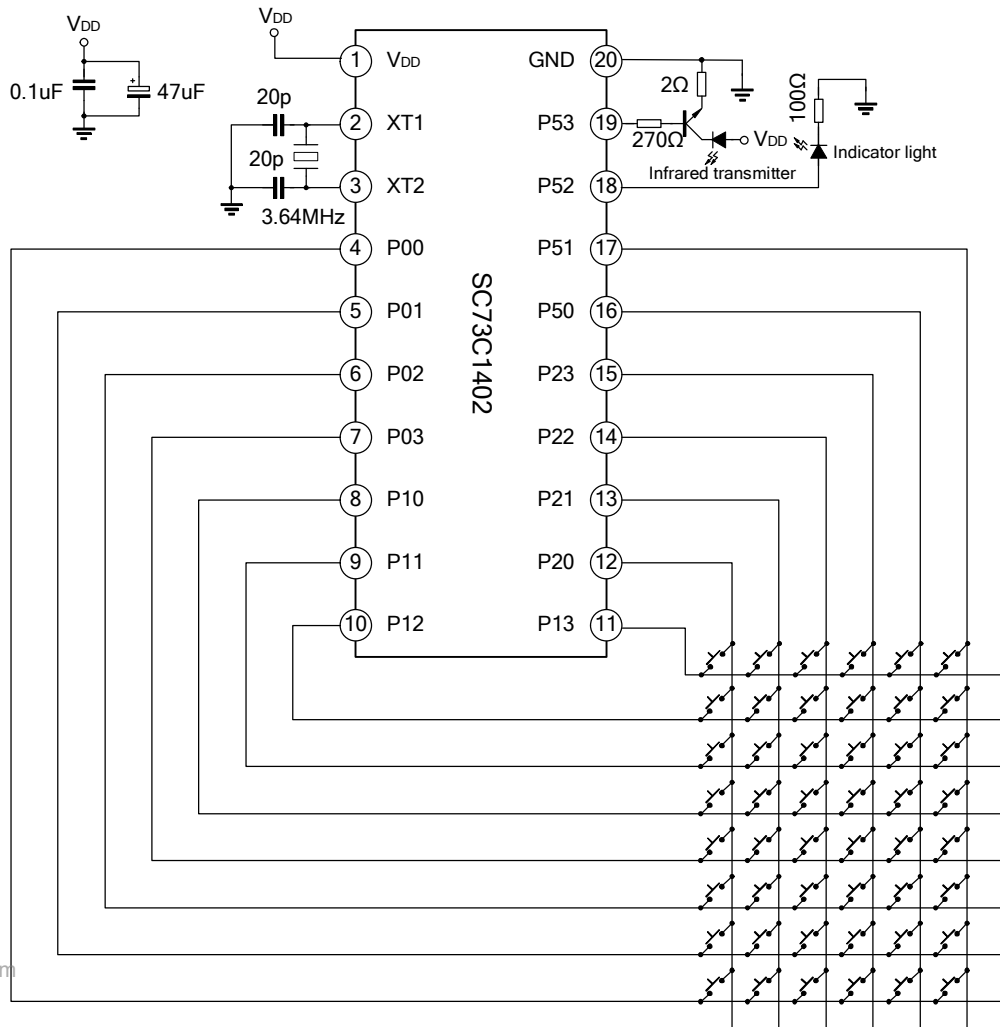 VDD
0.1uF
47uF
VDD
20p
20p
3.64MHz
SC73C1402
1 VDD
2 XT1
3 XT2
4 P00
5 P01
6 P02
7 P03
8 P10
9 P11
10 P12
GND 20
P53 19
P52 18
P51 17
P50 16
P23 15
P22 14
P21 13
P20 12
P13 11
2Ω
270Ω
VDD
Infrared transmitter
100Ω
Indicator light
m